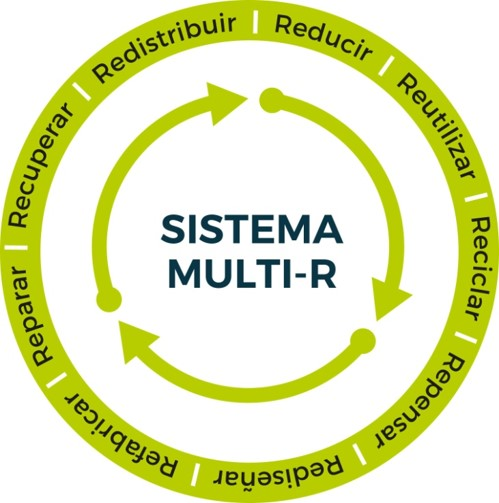 SISTEMA
MULTI-R
Reducir
Reutilizar
Reciclar
Repensar
Rediseñar
Refabricar
Reparar
Recuperar
Redistribuir